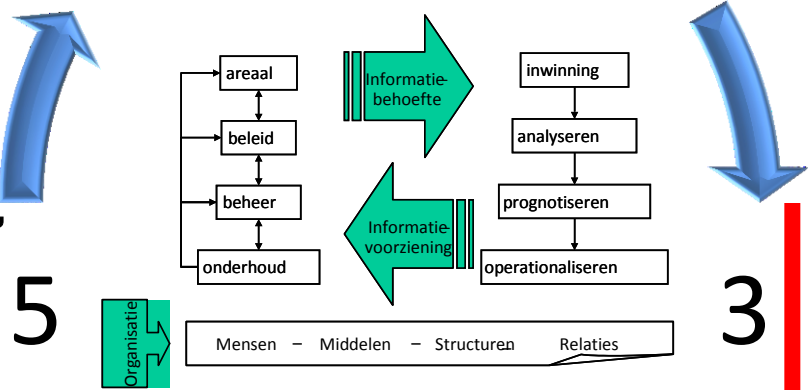 areaal
beleid
beheer
onderhoud
Informatie-
behoefte
Informatie-
voorziening
inwinning
analyseren
prognotiseren
operationaliseren
5
3
Organisatie
Mensen – Middelen – Structuren – Relaties